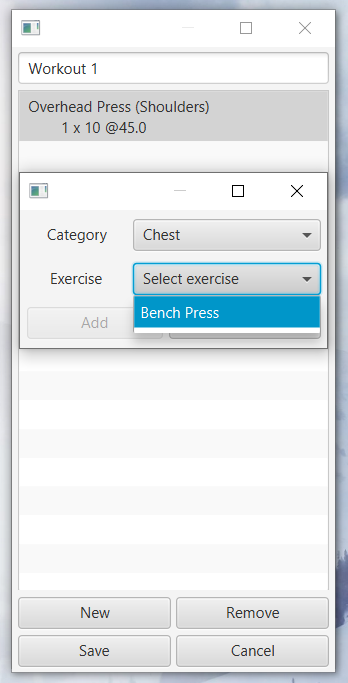 Workout 1
Overhead Press (Shoulders)
1 x 10 @45.0
Category
Chest
Exercise
Select exercise
Bench Press
Add
New
Remove
Save
Cancel